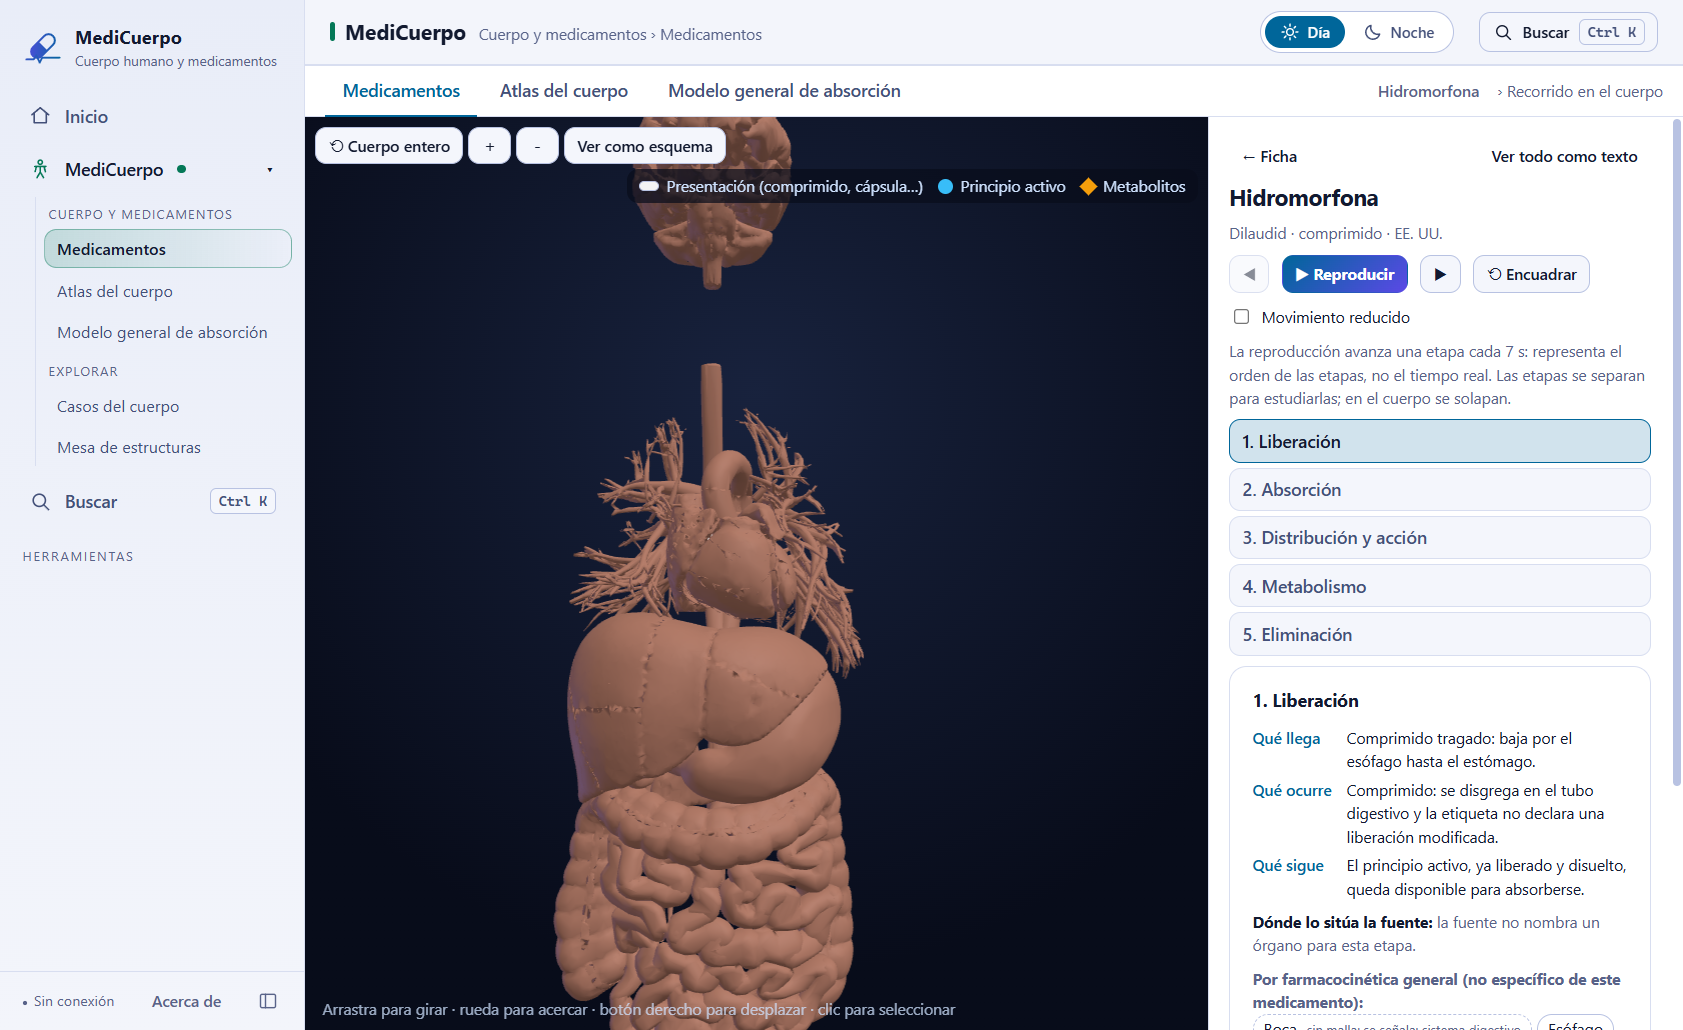 MediCuerpo
Cuerpo humano y medicamentos
Inicio
MediCuerpo
CUERPO Y MEDICAMENTOS
Medicamentos
Atlas del cuerpo
Modelo general de absorción
EXPLORAR
Casos del cuerpo
Mesa de estructuras
Buscar Ctrl K
HERRAMIENTAS
Sin conexión Acerca de
MediCuerpo Cuerpo y medicamentos › Medicamentos
Día Noche
Buscar Ctrl K
Medicamentos Atlas del cuerpo Modelo general de absorción
Hidromorfona › Recorrido en el cuerpo
Cuerpo entero + - Ver como esquema
Presentación (comprimido, cápsula...) Principio activo Metabolitos
Arrastra para girar · rueda para acercar · botón derecho para desplazar · clic para seleccionar
← Ficha Ver todo como texto
Hidromorfona
Dilaudid · comprimido · EE. UU.
Reproducir Encuadrar
Movimiento reducido
La reproducción avanza una etapa cada 7 s: representa el
orden de las etapas, no el tiempo real. Las etapas se separan
para estudiarlas; en el cuerpo se solapan.
1. Liberación
2. Absorción
3. Distribución y acción
4. Metabolismo
5. Eliminación
1. Liberación
Qué llega Comprimido tragado: baja por el
esófago hasta el estómago.
Qué ocurre Comprimido: se disgrega en el tubo
digestivo y la etiqueta no declara una
liberación modificada.
Qué sigue El principio activo, ya liberado y disuelto,
queda disponible para absorberse.
Dónde lo sitúa la fuente: la fuente no nombra un
órgano para esta etapa.
Por farmacocinética general (no específico de este
medicamento):
Boca · sin malla: se señala: sistema digestivo Esófago